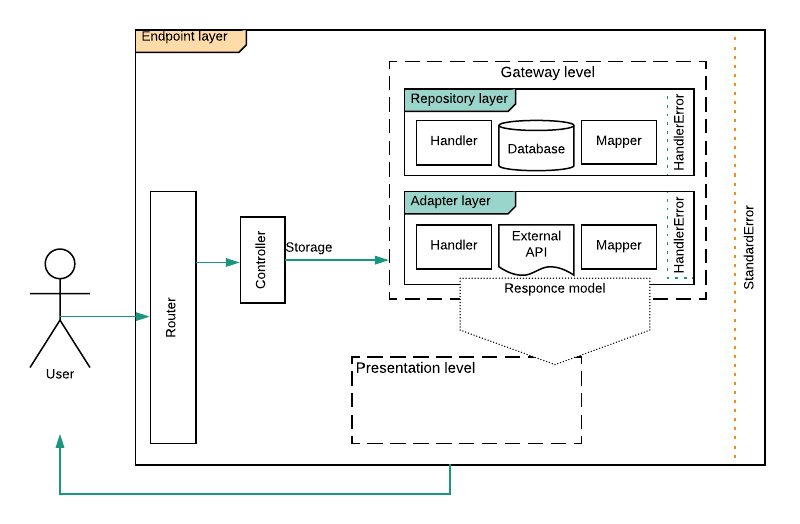 Endpoint layer
Gateway level
Repository layer
Handler
Database
Mapper
HandlerError
Adapter layer
Handler
External
API
Mapper
HandlerError
StandardError
Storage
Controller
Router
User
Responce model
Presentation level